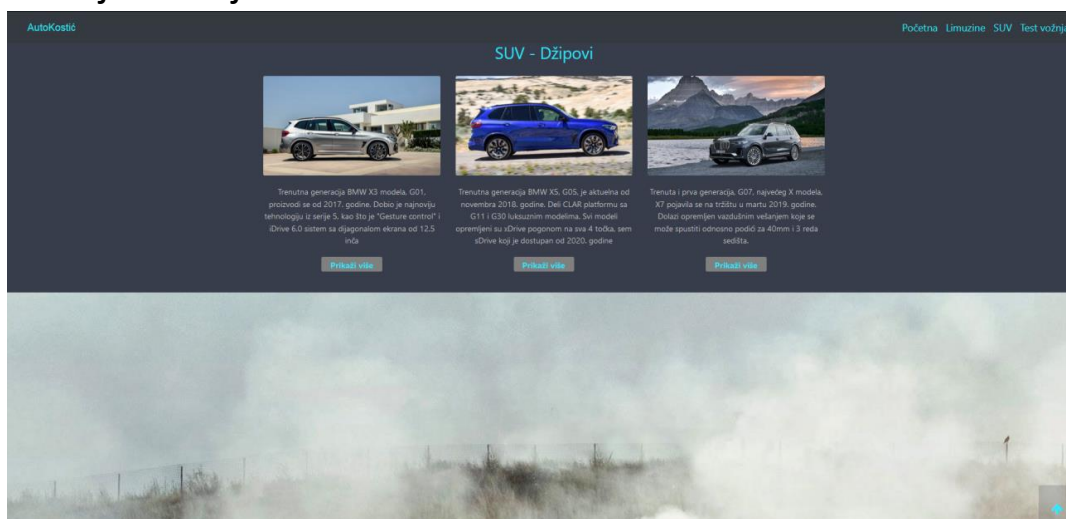 AutoKostić
Početna Limuzine SUV Test vožnja
SUV - Džipovi
Trenutna generacija BMW X3 modela, G01,
proizvodi se od 2017. godine. Dobio je najnoviju
tehnologiju iz serije 5, kao što je "Gesture control" i
iDrive 6.0 sistem sa dijagonalom ekrana od 12.5
inča
Prikaži više
Trenutna generacija BMW X5, G05, je aktuelna od
novembra 2018. godine. Deli CLAR platformu sa
G11 i G30 luksuznim modelima. Svi modeli
opremljeni su xDrive pogonom na sva 4 točka, sem
sDrive koji je dostupan od 2020. godine
Prikaži više
Trenuta i prva generacija, G07, najvećeg X modela,
X7 pojavila se na tržištu u martu 2019. godine.
Dolazi opremljen vazdušnim vešanjem koje se
može spustiti odnosno podići za 40mm i 3 reda
sedišta.
Prikaži više